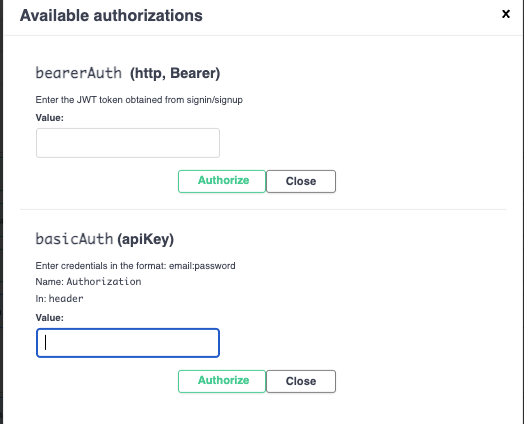 Available authorizations x
bearerAuth (http, Bearer)
Enter the JWT token obtained from signin/signup
Value:
Authorize Close
basicAuth (apiKey)
Enter credentials in the format: email:password
Name: Authorization
In: header
Value:
Authorize Close